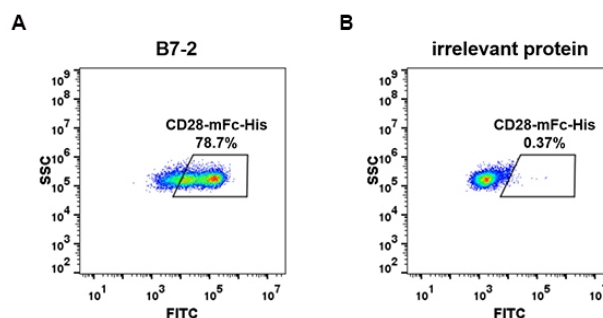 A
B7-2
CD28-mFc-His
78.7%
SSC
10⁹
10⁸
10⁷
10⁶
10⁵
10⁴
10³
10²
10¹ 10³ 10⁵ 10⁷
FITC
B
irrelevant protein
CD28-mFc-His
0.37%
SSC
10⁹
10⁸
10⁷
10⁶
10⁵
10⁴
10³
10²
10¹ 10³ 10⁵ 10⁷
FITC